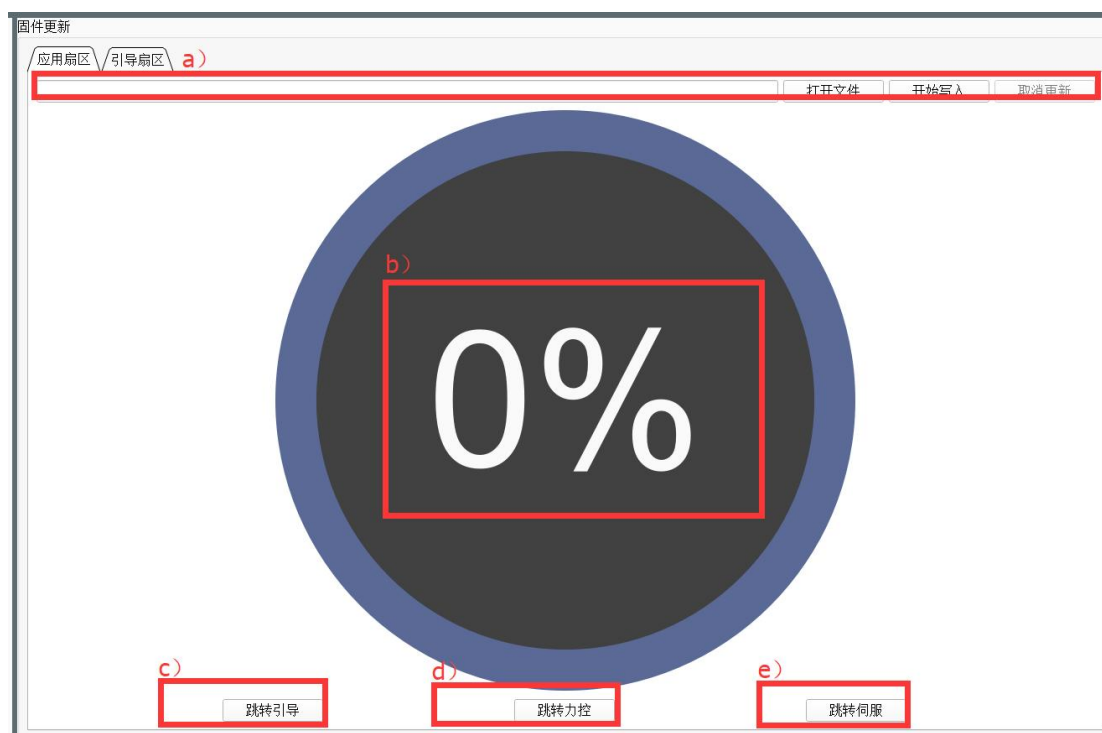 固件更新
应用扇区 引导扇区 a）
打开文件 开始写入 取消更新
b）
0%
c） d） e）
跳转引导 跳转力控 跳转伺服